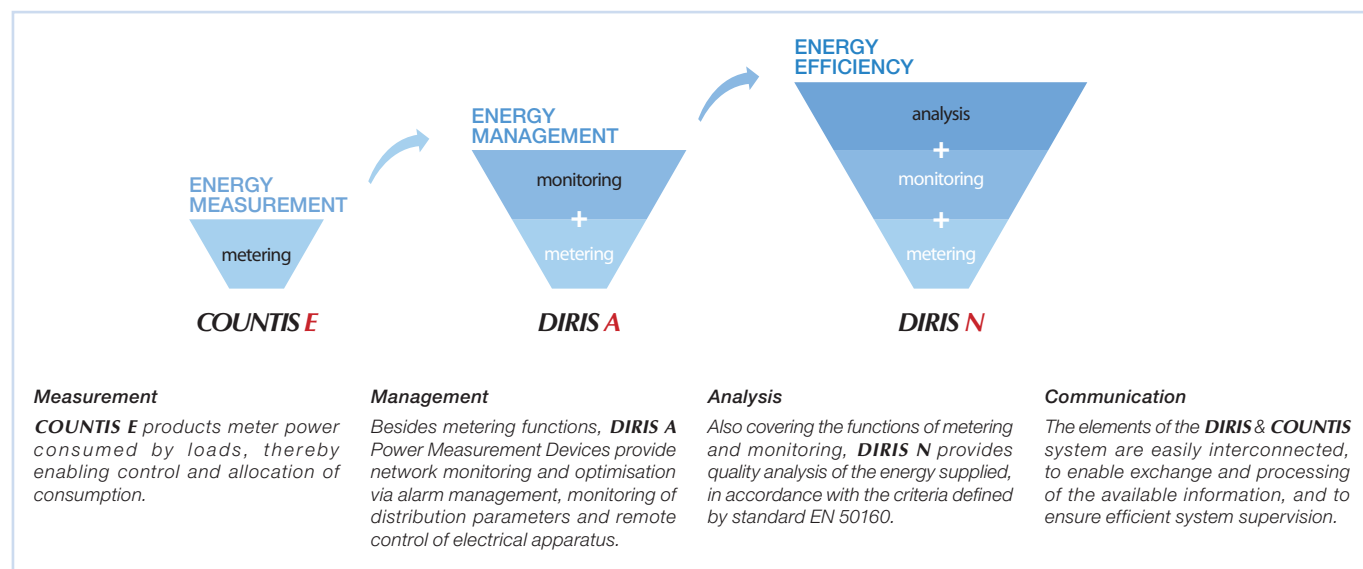 ENERGY
MEASUREMENT
metering
COUNTIS E
ENERGY
MANAGEMENT
monitoring
+
metering
DIRIS A
ENERGY
EFFICIENCY
analysis
+
monitoring
+
metering
DIRIS N
Measurement
COUNTIS E products meter power
consumed by loads, thereby
enabling control and allocation of
consumption.
Management
Besides metering functions, DIRIS A
Power Measurement Devices provide
network monitoring and optimisation
via alarm management, monitoring of
distribution parameters and remote
control of electrical apparatus.
Analysis
Also covering the functions of metering
and monitoring, DIRIS N provides
quality analysis of the energy supplied,
in accordance with the criteria defined
by standard EN 50160.
Communication
The elements of the DIRIS & COUNTIS
system are easily interconnected,
to enable exchange and processing
of the available information, and to
ensure efficient system supervision.